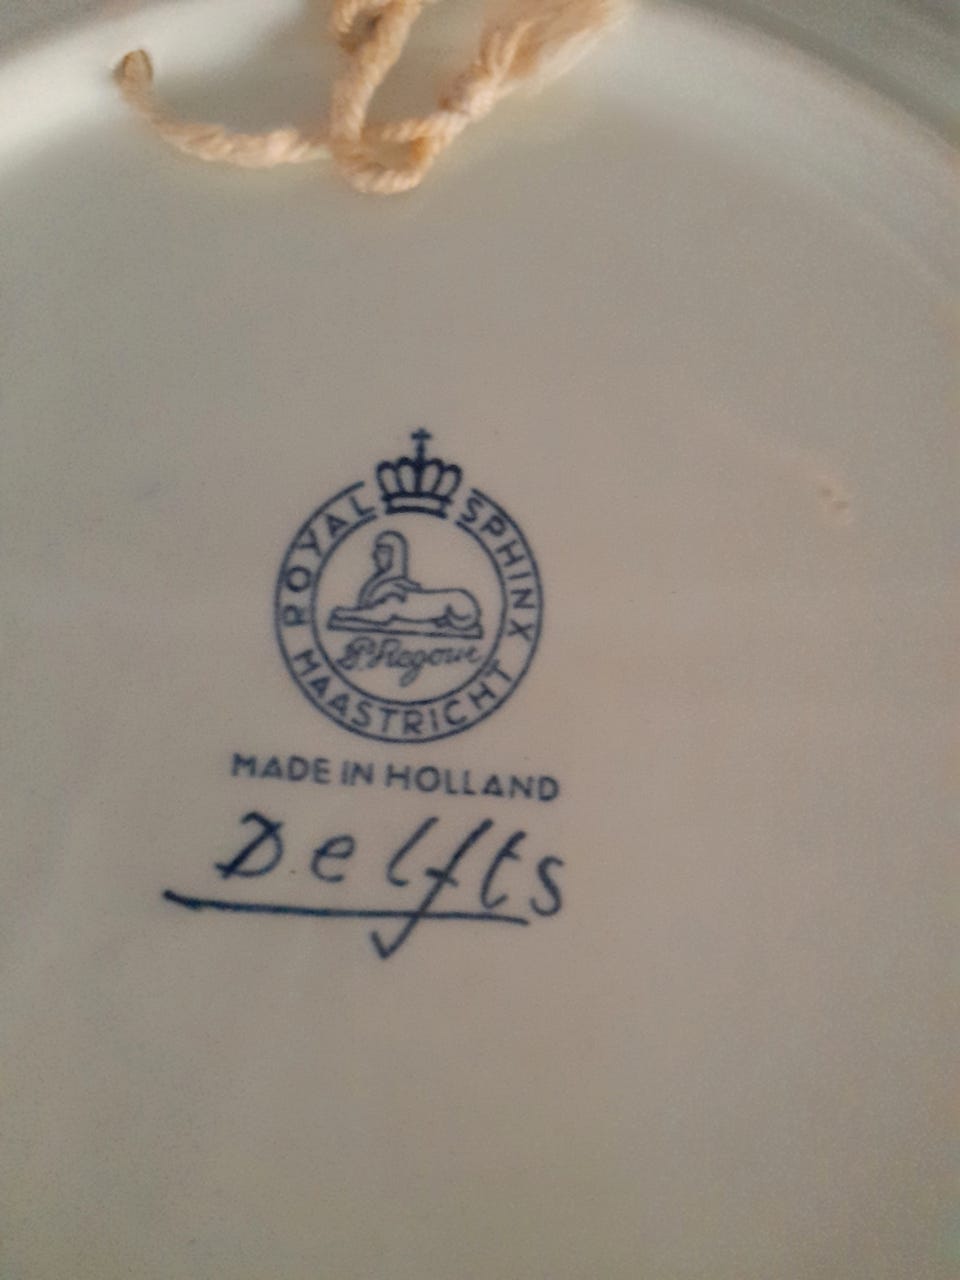 ROYAL SPHINX
P. Regout
MAASTRICHT
MADE IN HOLLAND
Delfts